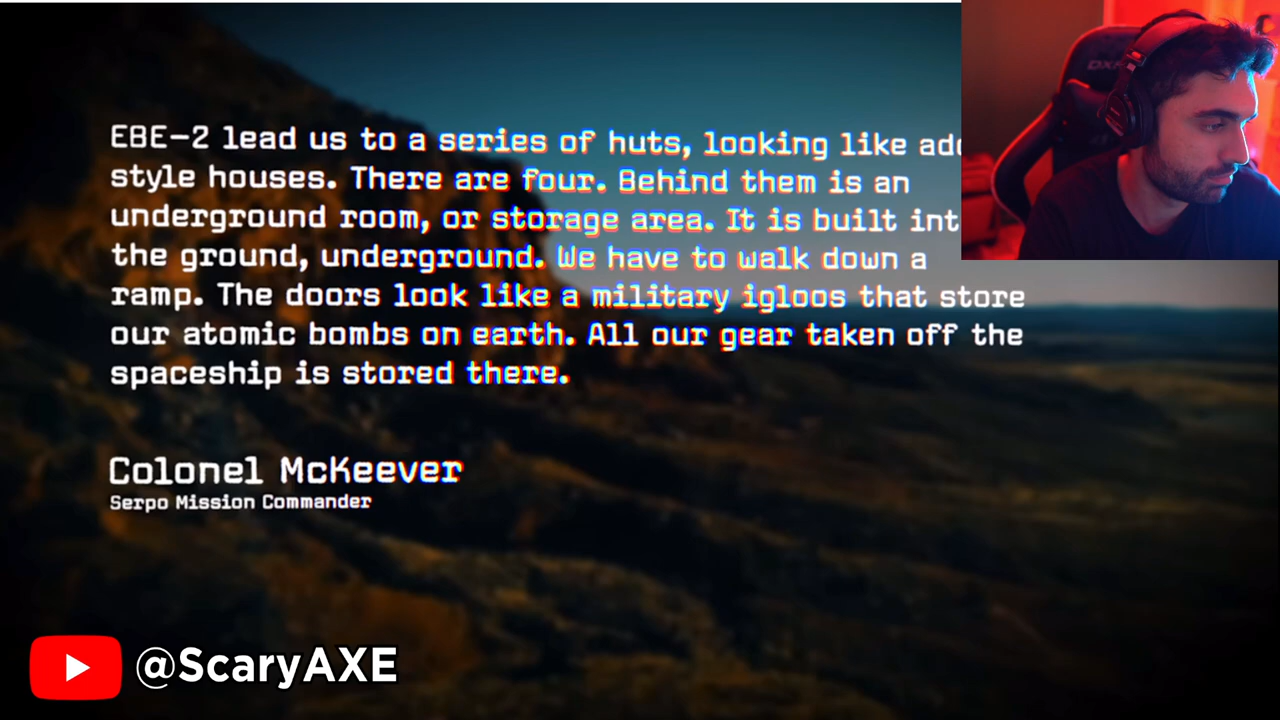 EBE-2 lead us to a series of huts, looking like
style houses. There are four. Behind them is an
underground room, or storage area. It is built
the ground, underground. We have to walk down a
ramp. The doors look like a military igloos that store
our atomic bombs on earth. All our gear taken off the
spaceship is stored there.
Colonel McKeever
Serpo Mission Commander
@ScaryAXE